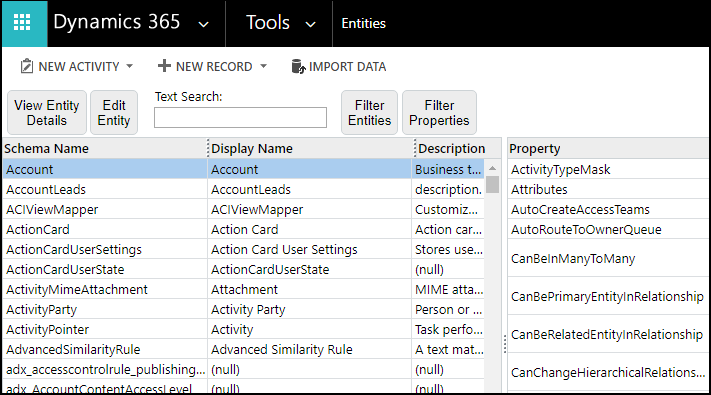 Dynamics 365 Tools Entities
NEW ACTIVITY NEW RECORD IMPORT DATA
View Entity Details
Edit Entity
Text Search:
Filter Entities
Filter Properties
Schema Name Display Name Description Property
Account Account Business t... ActivityTypeMask
AccountLeads AccountLeads description. Attributes
ACIViewMapper ACIViewMapper Customiz... AutoCreateAccessTeams
ActionCard Action Card Action car... AutoRouteToOwnerQueue
ActionCardUserSettings Action Card User Settings Stores use... CanBeInManyToMany
ActionCardUserState ActionCardUserState (null)
ActivityMimeAttachment Attachment MIME atta... CanBePrimaryEntityInRelationship
ActivityParty Activity Party Person or ...
ActivityPointer Activity Task perfo... CanBeRelatedEntityInRelationship
AdvancedSimilarityRule Advanced Similarity Rule A text mat...
adx_accesscontrolrule_publishing... (null) (null) CanChangeHierarchicalRelations...
adx_AccountContentAccessLevel (null) (null)